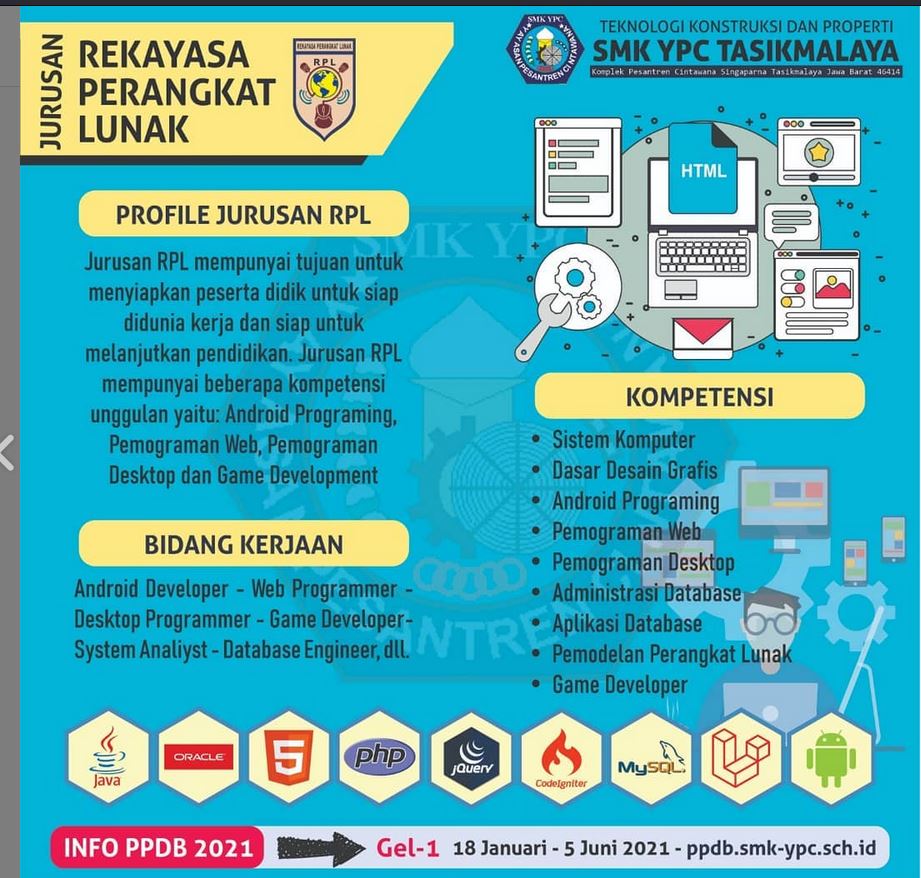 JURUSAN
REKAYASA
PERANGKAT
LUNAK
REKAYASA PERANGKAT LUNAK
RPL
SMK YPC
YAYASAN PESANTREN CINTAWANA
TEKNOLOGI KONSTRUKSI DAN PROPERTI
SMK YPC TASIKMALAYA
Komplek Pesantren Cintawana Singaparna Tasikmalaya Jawa Barat 46414
HTML
PROFILE JURUSAN RPL
Jurusan RPL mempunyai tujuan untuk
menyiapkan peserta didik untuk siap
didunia kerja dan siap untuk
melanjutkan pendidikan. Jurusan RPL
mempunyai beberapa kompetensi
unggulan yaitu: Android Programing,
Pemograman Web, Pemograman
Desktop dan Game Development
SMK YPC
BIDANG KERJAAN
Android Developer - Web Programmer -
Desktop Programmer - Game Developer-
System Analiyst - Database Engineer, dll.
KOMPETENSI
• Sistem Komputer
• Dasar Desain Grafis
• Android Programing
• Pemograman Web
• Pemograman Desktop
• Administrasi Database
• Aplikasi Database
• Pemodelan Perangkat Lunak
• Game Developer
Java
ORACLE
5
php
jQuery
CodeIgniter
MySQL
INFO PPDB 2021
Gel-1 18 Januari - 5 Juni 2021 - ppdb.smk-ypc.sch.id